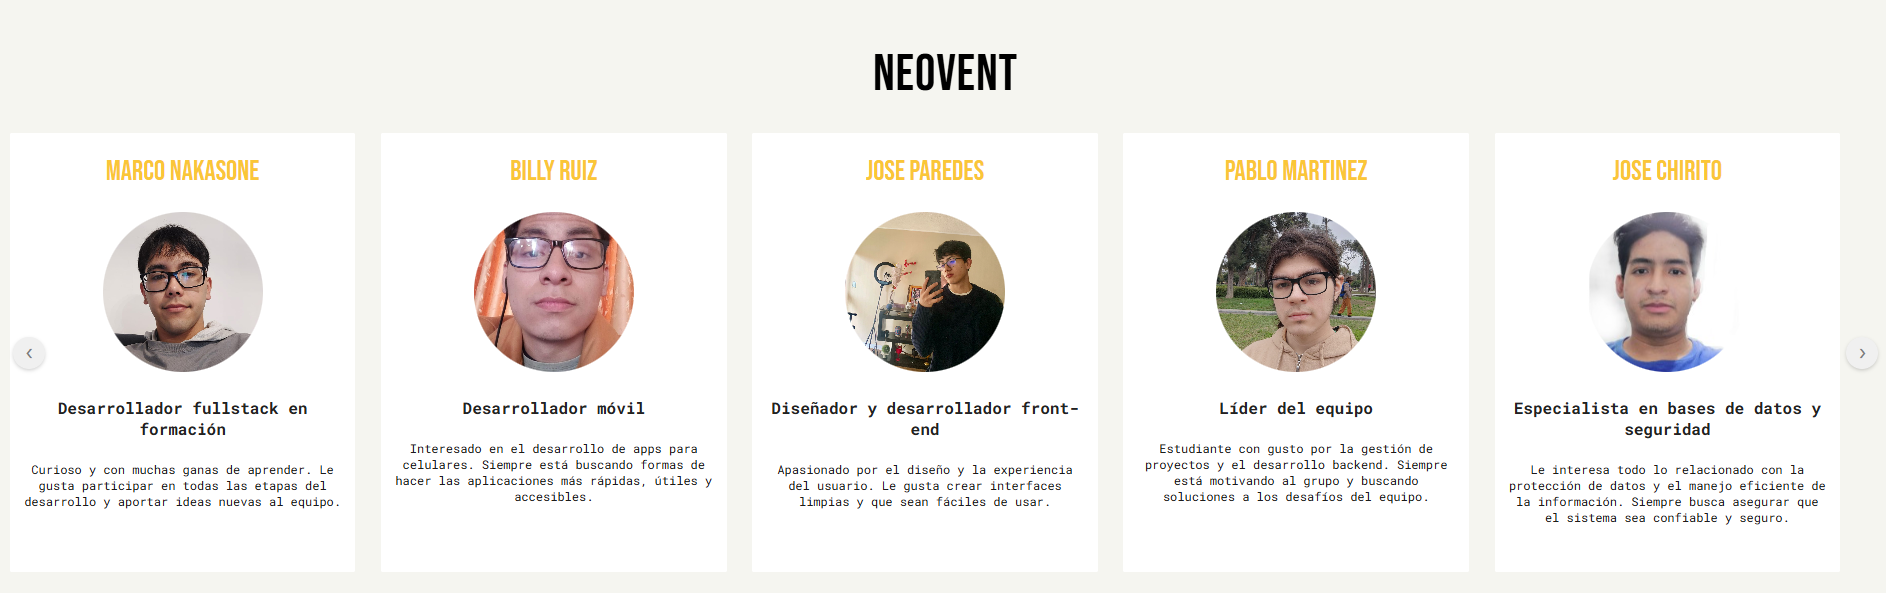 NEOVENT
MARCO NAKASONE
Desarrollador fullstack en
formación
Curioso y con muchas ganas de aprender. Le
gusta participar en todas las etapas del
desarrollo y aportar ideas nuevas al equipo.
BILLY RUIZ
Desarrollador móvil
Interesado en el desarrollo de apps para
celulares. Siempre está buscando formas de
hacer las aplicaciones más rápidas, útiles y
accesibles.
JOSE PAREDES
Diseñador y desarrollador front-
end
Apasionado por el diseño y la experiencia
del usuario. Le gusta crear interfaces
limpias y que sean fáciles de usar.
PABLO MARTINEZ
Líder del equipo
Estudiante con gusto por la gestión de
proyectos y el desarrollo backend. Siempre
está motivando al grupo y buscando
soluciones a los desafíos del equipo.
JOSE CHIRITO
Especialista en bases de datos y
seguridad
Le interesa todo lo relacionado con la
protección de datos y el manejo eficiente de
la información. Siempre busca asegurar que
el sistema sea confiable y seguro.